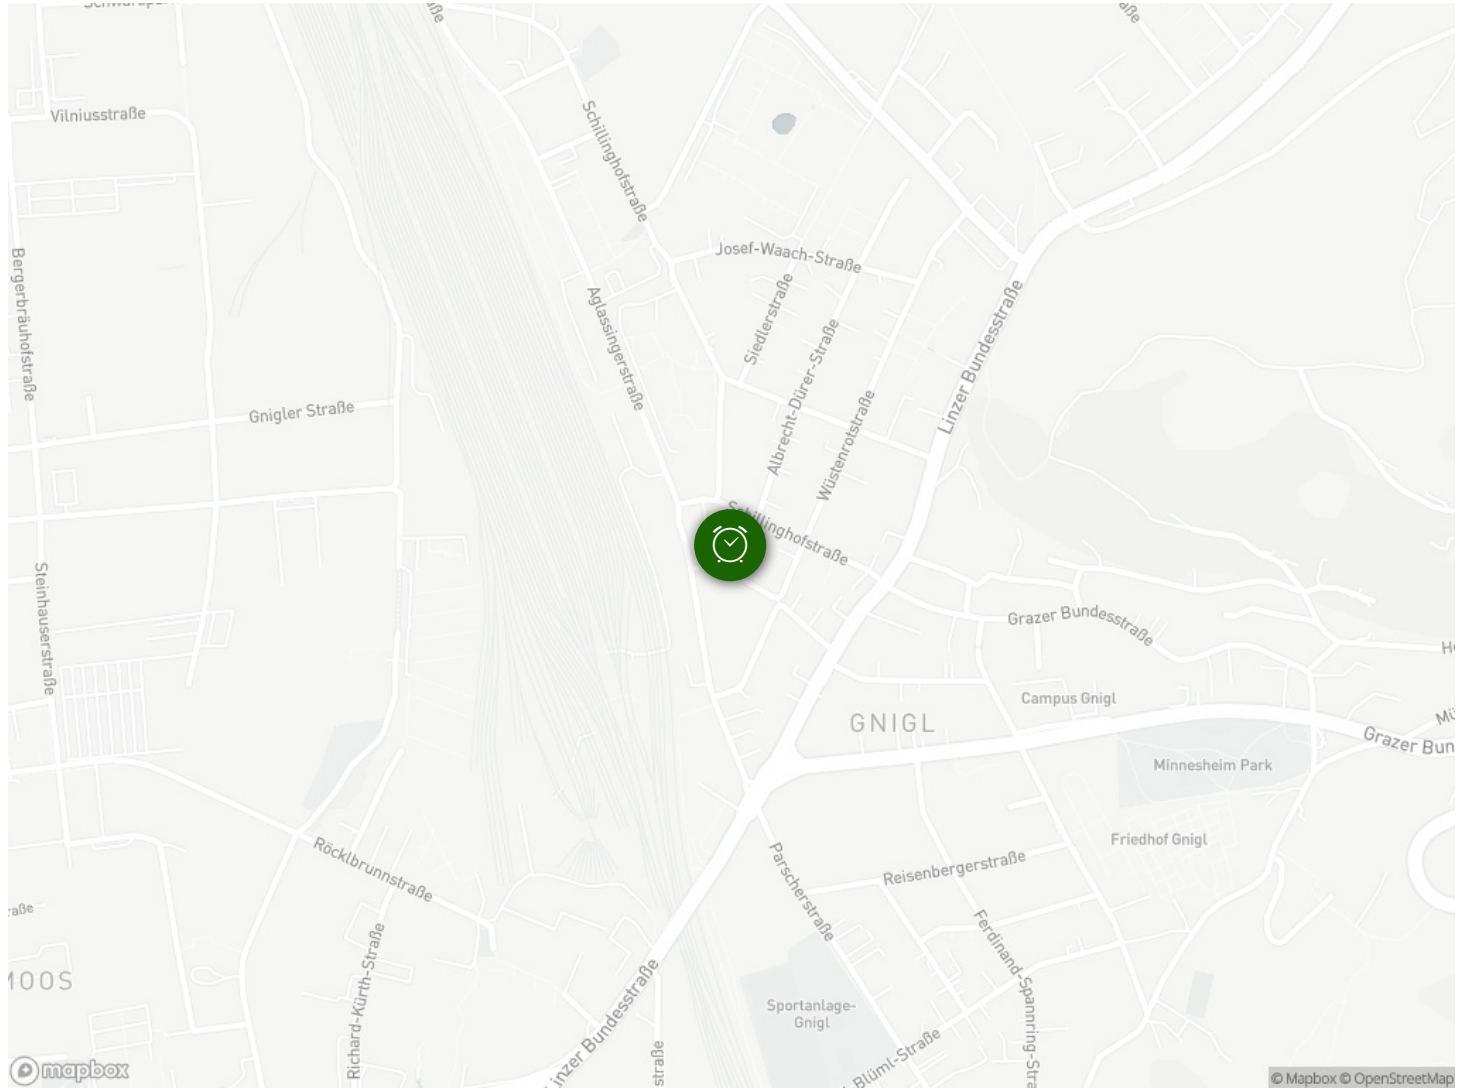 Vilniusstraße
Schillinghofstraße
Josef-Waach-Straße
Bergerbräuhofstraße
Aglassingerstraße
Siedlerstraße
Albrecht-Dürer-Straße
Linzer Bundesstraße
Gnigler Straße
Wüstenrotstraße
Schillinghofstraße
Steinhauserstraße
Grazer Bundesstraße
Campus Gnigl
GNIGL
Grazer Bun
Minnesheim Park
Friedhof Gnigl
Röcklbrunnstraße
Parscherstraße
Reisenbergerstraße
Ferdinand-Spannring-Stra
Richard-Kürth-Straße
Linzer Bundesstraße
Sportanlage-
Gnigl
straße
Blüml-Straße
mapbox
© Mapbox © OpenStreetMap